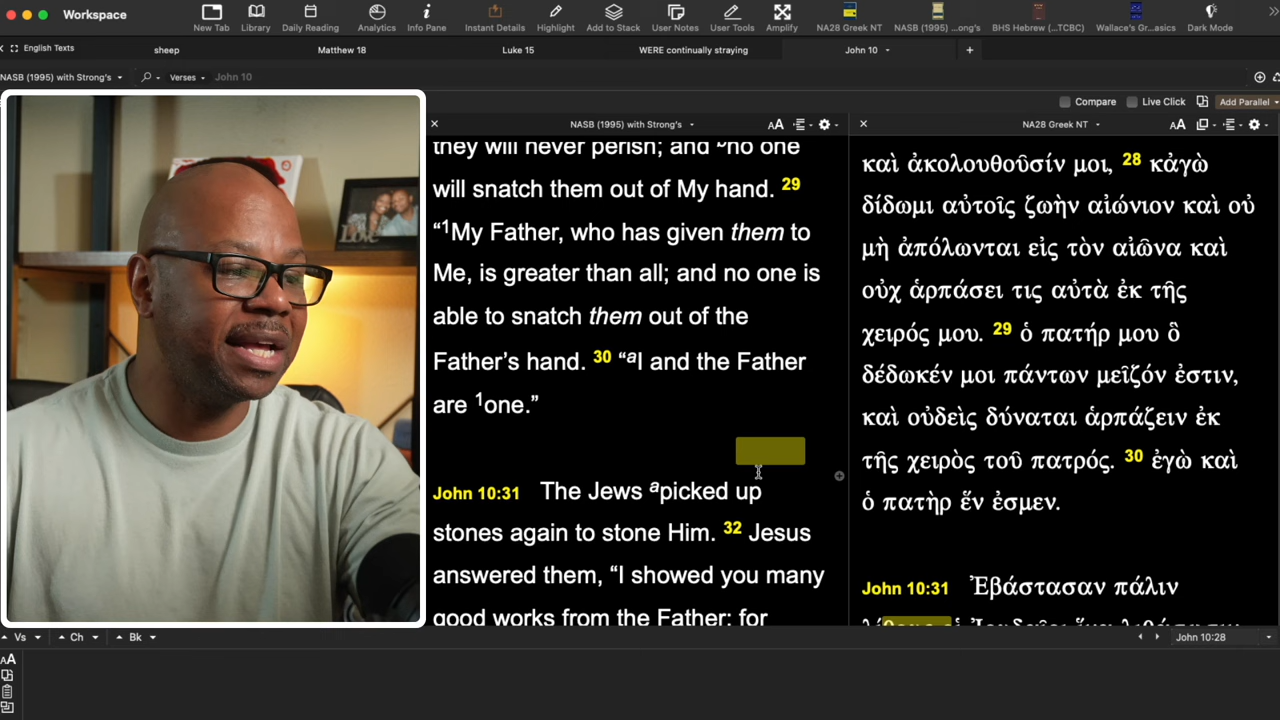 Workspace
New Tab
Library
Daily Reading
Analytics
Info Pane
Instant Details
Highlight
Add to Stack
User Notes
User Tools
Amplify
NA28 Greek NT
NASB (1995) ...ong's
BHS Hebrew (...TCBC)
Wallace's Gr...asics
Dark Mode
English Texts
sheep
Matthew 18
Luke 15
WERE continually straying
John 10
NASB (1995) with Strong's
Verses
John 10
Compare
Live Click
Add Parallel
NASB (1995) with Strong's
they will never perish; and ᵇno one
will snatch them out of My hand. 29
“¹My Father, who has given them to
Me, is greater than all; and no one is
able to snatch them out of the
Father’s hand. 30 “ᵃI and the Father
are ¹one.”
John 10:31 The Jews ᵃpicked up
stones again to stone Him. 32 Jesus
answered them, “I showed you many
good works from the Father; for
NA28 Greek NT
καὶ ἀκολουθοῦσίν μοι, 28 κἀγὼ
δίδωμι αὐτοῖς ζωὴν αἰώνιον καὶ οὐ
μὴ ἀπόλωνται εἰς τὸν αἰῶνα καὶ
οὐχ ἁρπάσει τις αὐτὰ ἐκ τῆς
χειρός μου. 29 ὁ πατήρ μου ὃ
δέδωκέν μοι πάντων μεῖζόν ἐστιν,
καὶ οὐδεὶς δύναται ἁρπάζειν ἐκ
τῆς χειρὸς τοῦ πατρός. 30 ἐγὼ καὶ
ὁ πατὴρ ἕν ἐσμεν.
John 10:31 Ἐβάστασαν πάλιν
Vs
Ch
Bk
John 10:28